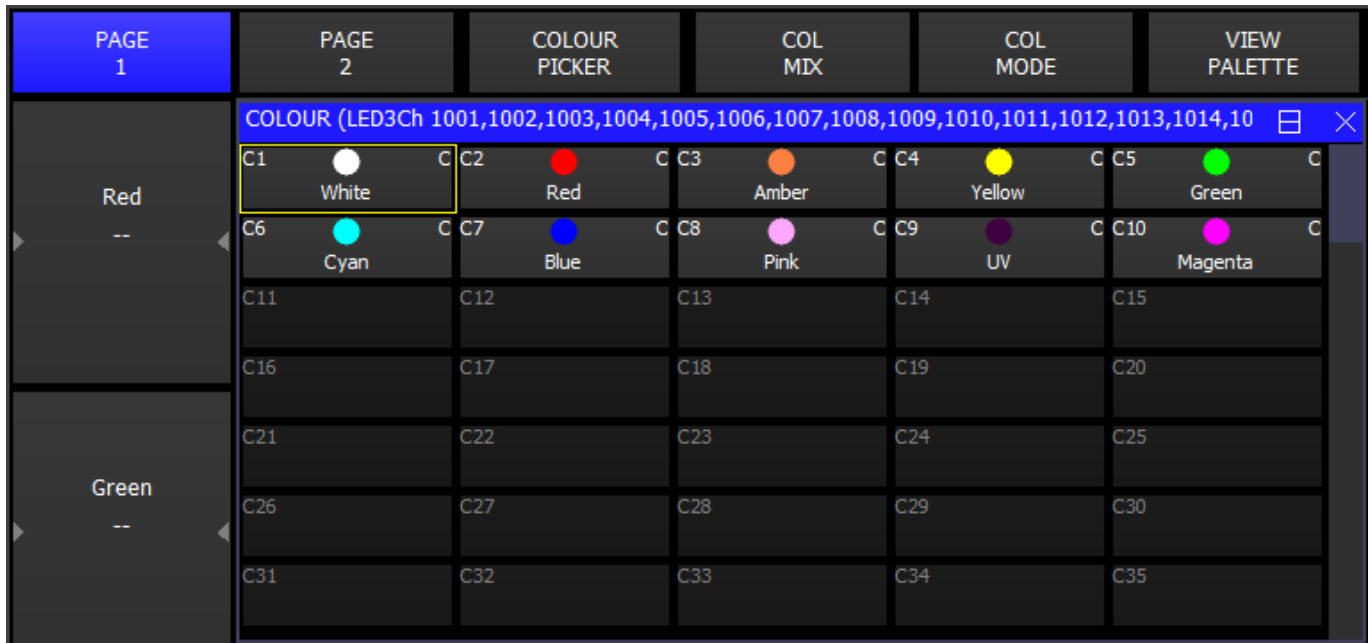 PAGE 1
PAGE 2
COLOUR PICKER
COL MIX
COL MODE
VIEW PALETTE
Red
--
Green
--
COLOUR (LED3Ch 1001,1002,1003,1004,1005,1006,1007,1008,1009,1010,1011,1012,1013,1014,10
C1 C
White
C2 C
Red
C3 C
Amber
C4 C
Yellow
C5 C
Green
C6 C
Cyan
C7 C
Blue
C8 C
Pink
C9 C
UV
C10 C
Magenta
C11 C12 C13 C14 C15
C16 C17 C18 C19 C20
C21 C22 C23 C24 C25
C26 C27 C28 C29 C30
C31 C32 C33 C34 C35